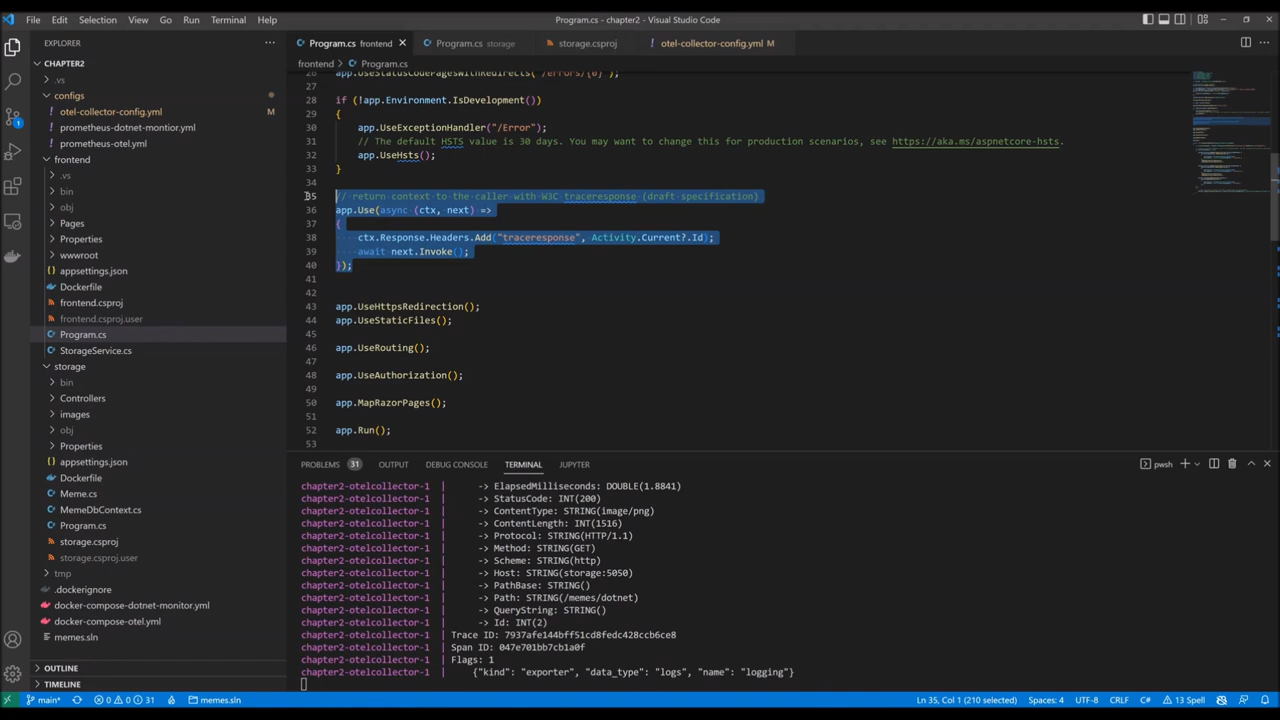 File Edit Selection View Go Run Terminal Help
Program.cs - chapter2 - Visual Studio Code
EXPLORER
CHAPTER2
.vs
configs
otel-collector-config.yml M
prometheus-dotnet-montior.yml
prometheus-otel.yml
frontend
.vs
bin
obj
Pages
Properties
wwwroot
appsettings.json
Dockerfile
frontend.csproj
frontend.csproj.user
Program.cs
StorageService.cs
storage
bin
Controllers
images
obj
Properties
appsettings.json
Dockerfile
Meme.cs
MemeDbContext.cs
Program.cs
storage.csproj
storage.csproj.user
tmp
.dockerignore
docker-compose-dotnet-monitor.yml
docker-compose-otel.yml
memes.sln
OUTLINE
TIMELINE
Program.cs frontend
Program.cs storage
storage.csproj
otel-collector-config.yml M
frontend > Program.cs
26 app.UseStatusCodePagesWithRedirects("/errors/{0}");
27
28 if (!app.Environment.IsDevelopment())
29 {
30 app.UseExceptionHandler("/Error");
31 // The default HSTS value is 30 days. You may want to change this for production scenarios, see https://aka.ms/aspnetcore-hsts.
32 app.UseHsts();
33 }
34
35 // return context to the caller with W3C traceresponse (draft specification)
36 app.Use(async (ctx, next) =>
37 {
38 ctx.Response.Headers.Add("traceresponse", Activity.Current?.Id);
39 await next.Invoke();
40 });
41
42
43 app.UseHttpsRedirection();
44 app.UseStaticFiles();
45
46 app.UseRouting();
47
48 app.UseAuthorization();
49
50 app.MapRazorPages();
51
52 app.Run();
53
PROBLEMS 31 OUTPUT DEBUG CONSOLE TERMINAL JUPYTER
pwsh
chapter2-otelcollector-1 | -> ElapsedMilliseconds: DOUBLE(1.8841)
chapter2-otelcollector-1 | -> StatusCode: INT(200)
chapter2-otelcollector-1 | -> ContentType: STRING(image/png)
chapter2-otelcollector-1 | -> ContentLength: INT(1516)
chapter2-otelcollector-1 | -> Protocol: STRING(HTTP/1.1)
chapter2-otelcollector-1 | -> Method: STRING(GET)
chapter2-otelcollector-1 | -> Scheme: STRING(http)
chapter2-otelcollector-1 | -> Host: STRING(storage:5050)
chapter2-otelcollector-1 | -> PathBase: STRING()
chapter2-otelcollector-1 | -> Path: STRING(/memes/dotnet)
chapter2-otelcollector-1 | -> QueryString: STRING()
chapter2-otelcollector-1 | -> Id: INT(2)
chapter2-otelcollector-1 | Trace ID: 7937afe144bff51cd8fedc428ccb6ce8
chapter2-otelcollector-1 | Span ID: 047e701bb7cb1a0f
chapter2-otelcollector-1 | Flags: 1
chapter2-otelcollector-1 | {"kind": "exporter", "data_type": "logs", "name": "logging"}
main* 0 0 31 memes.sln
Ln 35, Col 1 (210 selected) Spaces: 4 UTF-8 CRLF C# 13 Spell